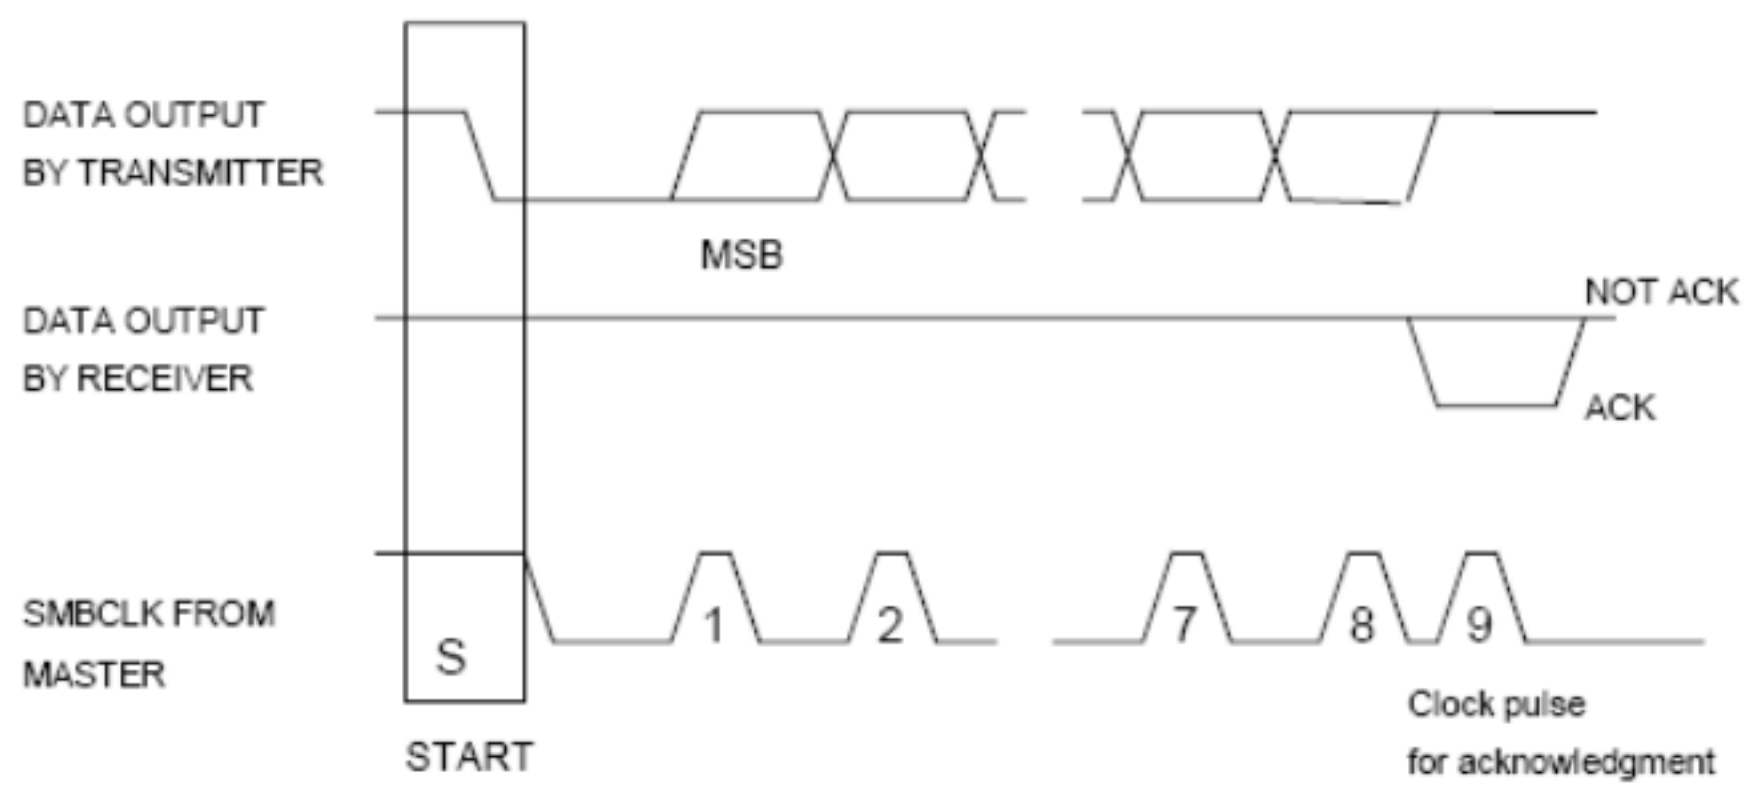 DATA OUTPUT
BY TRANSMITTER
MSB
NOT ACK
DATA OUTPUT
BY RECEIVER
ACK
SMBCLK FROM
MASTER
S
1
2
7
8
9
START
Clock pulse
for acknowledgment